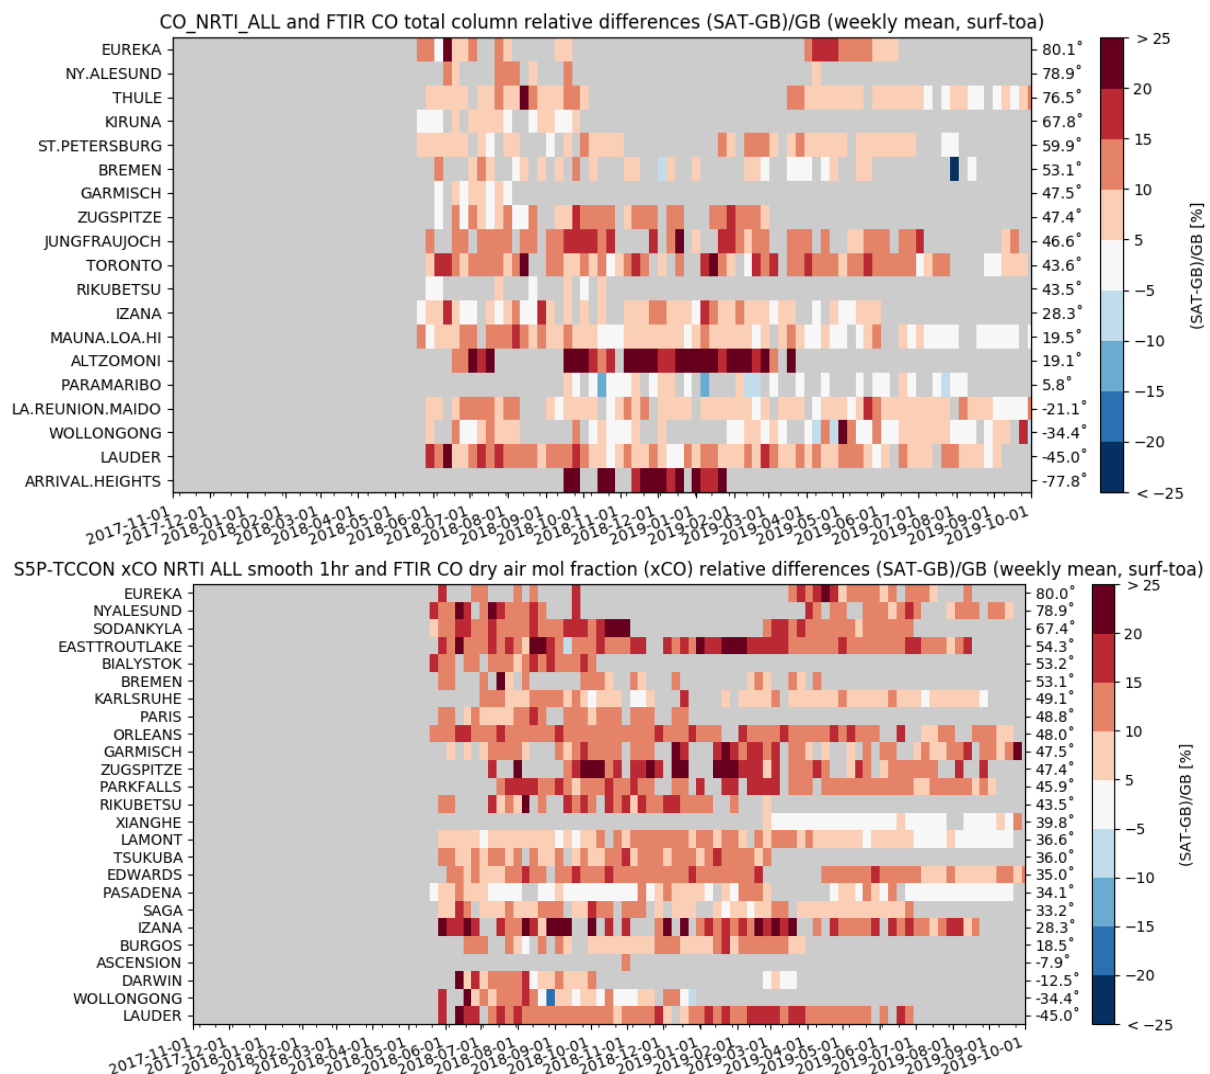 CO_NRTI_ALL and FTIR CO total column relative differences (SAT-GB)/GB (weekly mean, surf-toa)
EUREKA 80.1˚
NY.ALESUND 78.9˚
THULE 76.5˚
KIRUNA 67.8˚
ST.PETERSBURG 59.9˚
BREMEN 53.1˚
GARMISCH 47.5˚
ZUGSPITZE 47.4˚
JUNGFRAUJOCH 46.6˚
TORONTO 43.6˚
RIKUBETSU 43.5˚
IZANA 28.3˚
MAUNA.LOA.HI 19.5˚
ALTZOMONI 19.1˚
PARAMARIBO 5.8˚
LA.REUNION.MAIDO -21.1˚
WOLLONGONG -34.4˚
LAUDER -45.0˚
ARRIVAL.HEIGHTS -77.8˚
> 25
20
15
10
5
−5
−10
−15
−20
< −25
(SAT-GB)/GB [%]
2017-11-01
2017-12-01
2018-01-01
2018-02-01
2018-03-01
2018-04-01
2018-05-01
2018-06-01
2018-07-01
2018-08-01
2018-09-01
2018-10-01
2018-11-01
2018-12-01
2019-01-01
2019-02-01
2019-03-01
2019-04-01
2019-05-01
2019-06-01
2019-07-01
2019-08-01
2019-09-01
2019-10-01
S5P-TCCON xCO NRTI ALL smooth 1hr and FTIR CO dry air mol fraction (xCO) relative differences (SAT-GB)/GB (weekly mean, surf-toa)
EUREKA 80.0˚
NYALESUND 78.9˚
SODANKYLA 67.4˚
EASTTROUTLAKE 54.3˚
BIALYSTOK 53.2˚
BREMEN 53.1˚
KARLSRUHE 49.1˚
PARIS 48.8˚
ORLEANS 48.0˚
GARMISCH 47.5˚
ZUGSPITZE 47.4˚
PARKFALLS 45.9˚
RIKUBETSU 43.5˚
XIANGHE 39.8˚
LAMONT 36.6˚
TSUKUBA 36.0˚
EDWARDS 35.0˚
PASADENA 34.1˚
SAGA 33.2˚
IZANA 28.3˚
BURGOS 18.5˚
ASCENSION -7.9˚
DARWIN -12.5˚
WOLLONGONG -34.4˚
LAUDER -45.0˚
> 25
20
15
10
5
−5
−10
−15
−20
< −25
(SAT-GB)/GB [%]
2017-11-01
2017-12-01
2018-01-01
2018-02-01
2018-03-01
2018-04-01
2018-05-01
2018-06-01
2018-07-01
2018-08-01
2018-09-01
2018-10-01
2018-11-01
2018-12-01
2019-01-01
2019-02-01
2019-03-01
2019-04-01
2019-05-01
2019-06-01
2019-07-01
2019-08-01
2019-09-01
2019-10-01